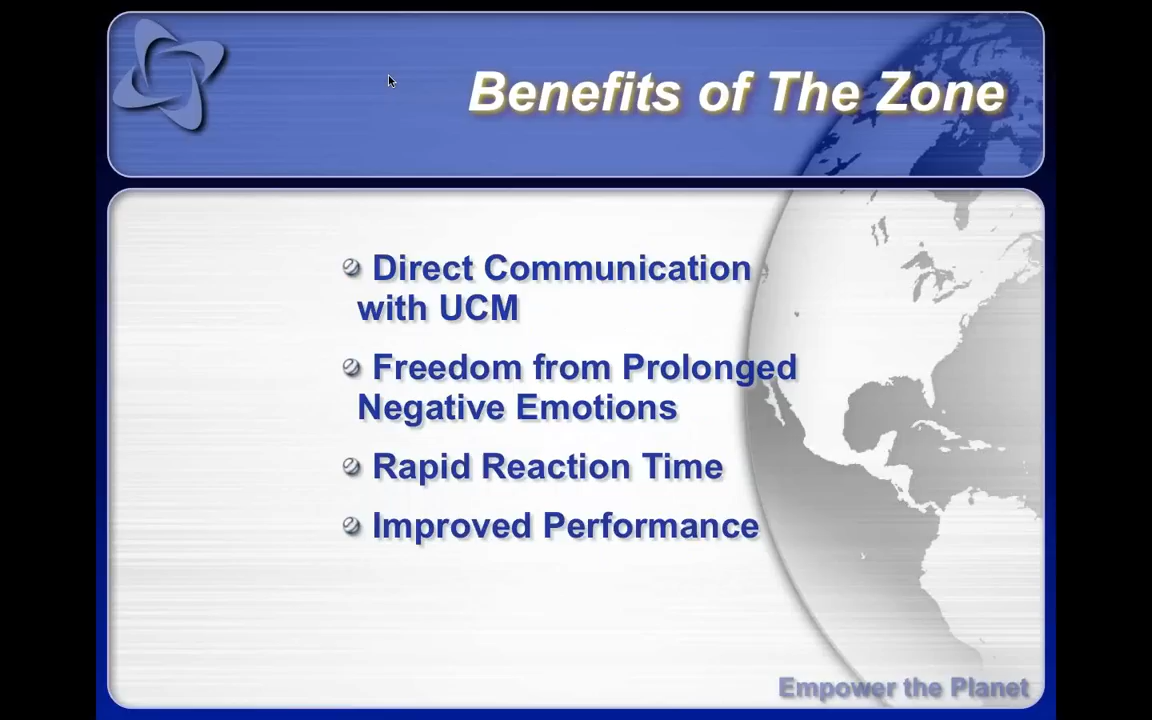 Benefits of The Zone
Direct Communication
with UCM
Freedom from Prolonged
Negative Emotions
Rapid Reaction Time
Improved Performance
Empower the Planet